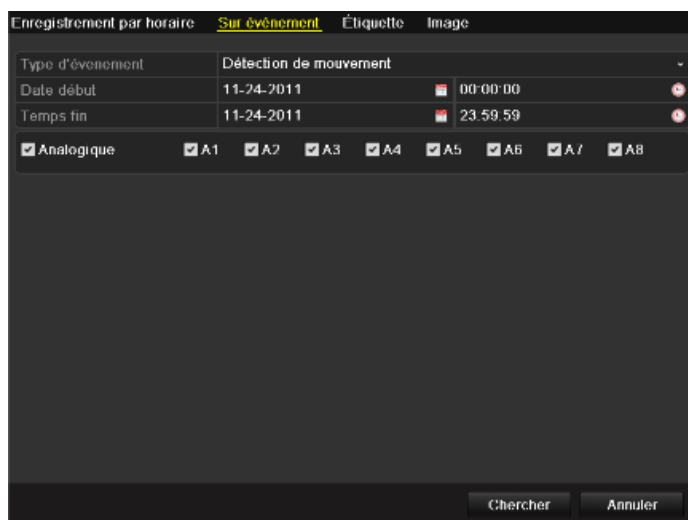 Enregistrement par horaire Sur événement Étiquette Image
Type d'évenement Détection de mouvement
Date début 11-24-2011 00:00:00
Temps fin 11-24-2011 23:59:59
Analogique A1 A2 A3 A4 A5 A6 A7 A8
Chercher Annuler